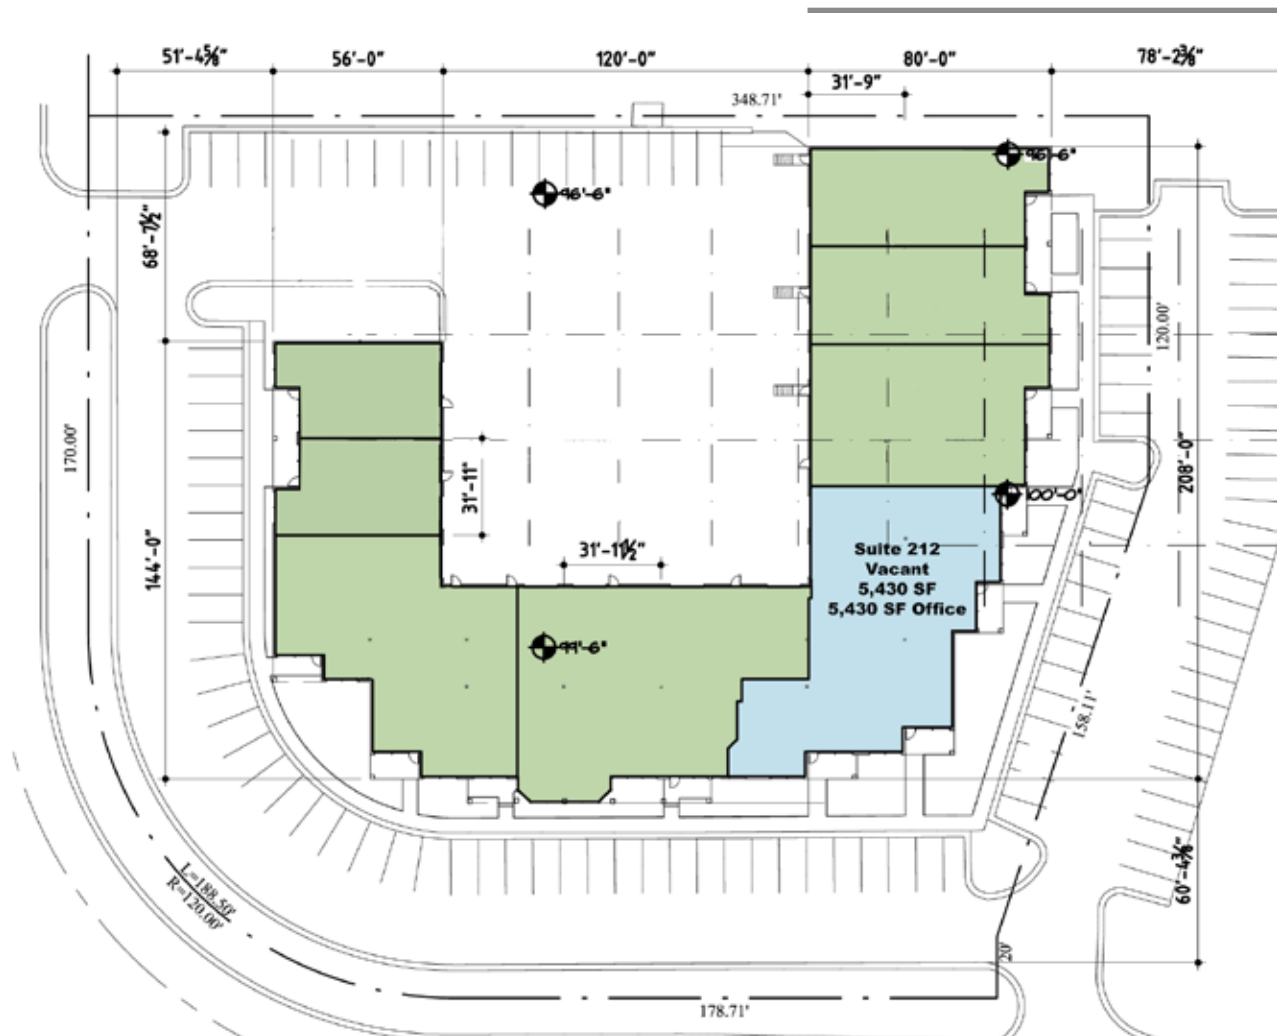 51'-4⅝" 56'-0" 120'-0" 80'-0" 78'-2⅜"
31'-9"
348.71'
96'-6"
96'-6"
68'-7½"
120.00'
170.00'
208'-0"
31'-11"
100'-0"
31'-11½"
144'-0"
Suite 212
Vacant
5,430 SF
5,430 SF Office
99'-6"
158.11'
60'-4⅜"
L=188.50'
R=120.00'
20'
178.71'